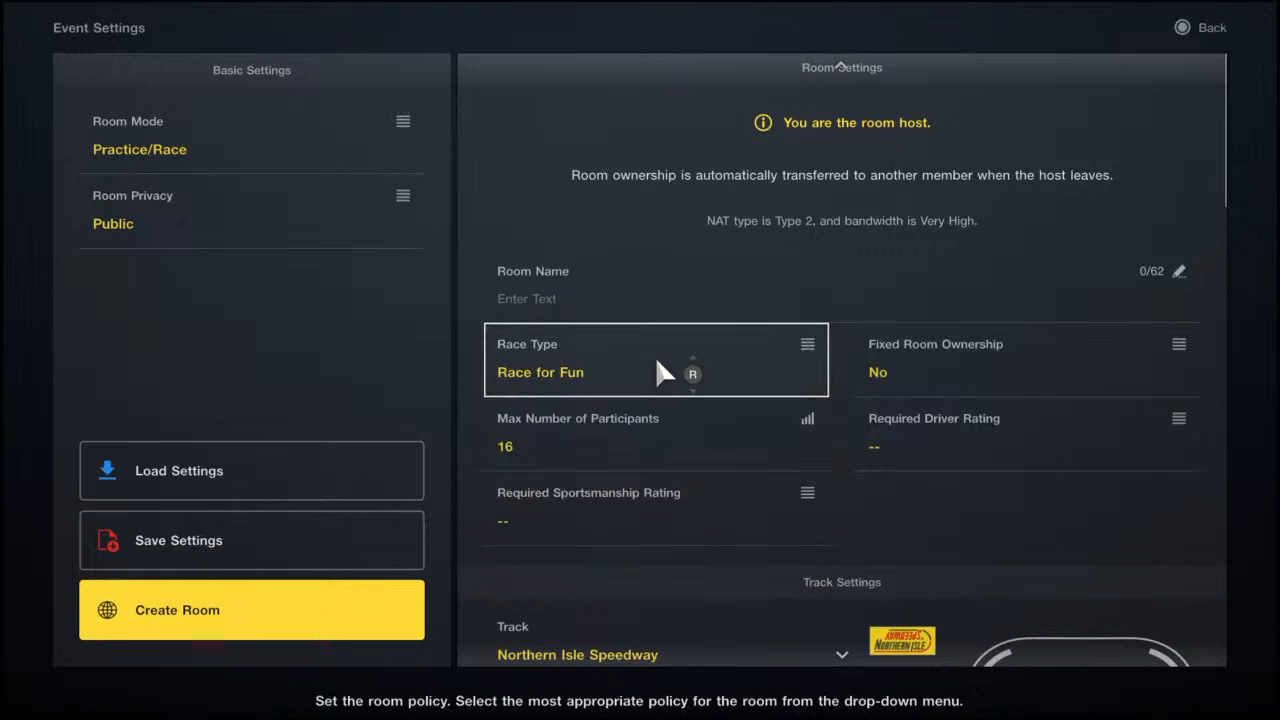 Event Settings
Back
Basic Settings
Room Mode
Practice/Race
Room Privacy
Public
Load Settings
Save Settings
Create Room
Room Settings
You are the room host.
Room ownership is automatically transferred to another member when the host leaves.
NAT type is Type 2, and bandwidth is Very High.
Room Name
0/62
Enter Text
Race Type
Race for Fun
R
Fixed Room Ownership
No
Max Number of Participants
16
Required Driver Rating
--
Required Sportsmanship Rating
--
Track Settings
Track
Northern Isle Speedway
SPEEDWAY
NORTHERN ISLE
Set the room policy. Select the most appropriate policy for the room from the drop-down menu.